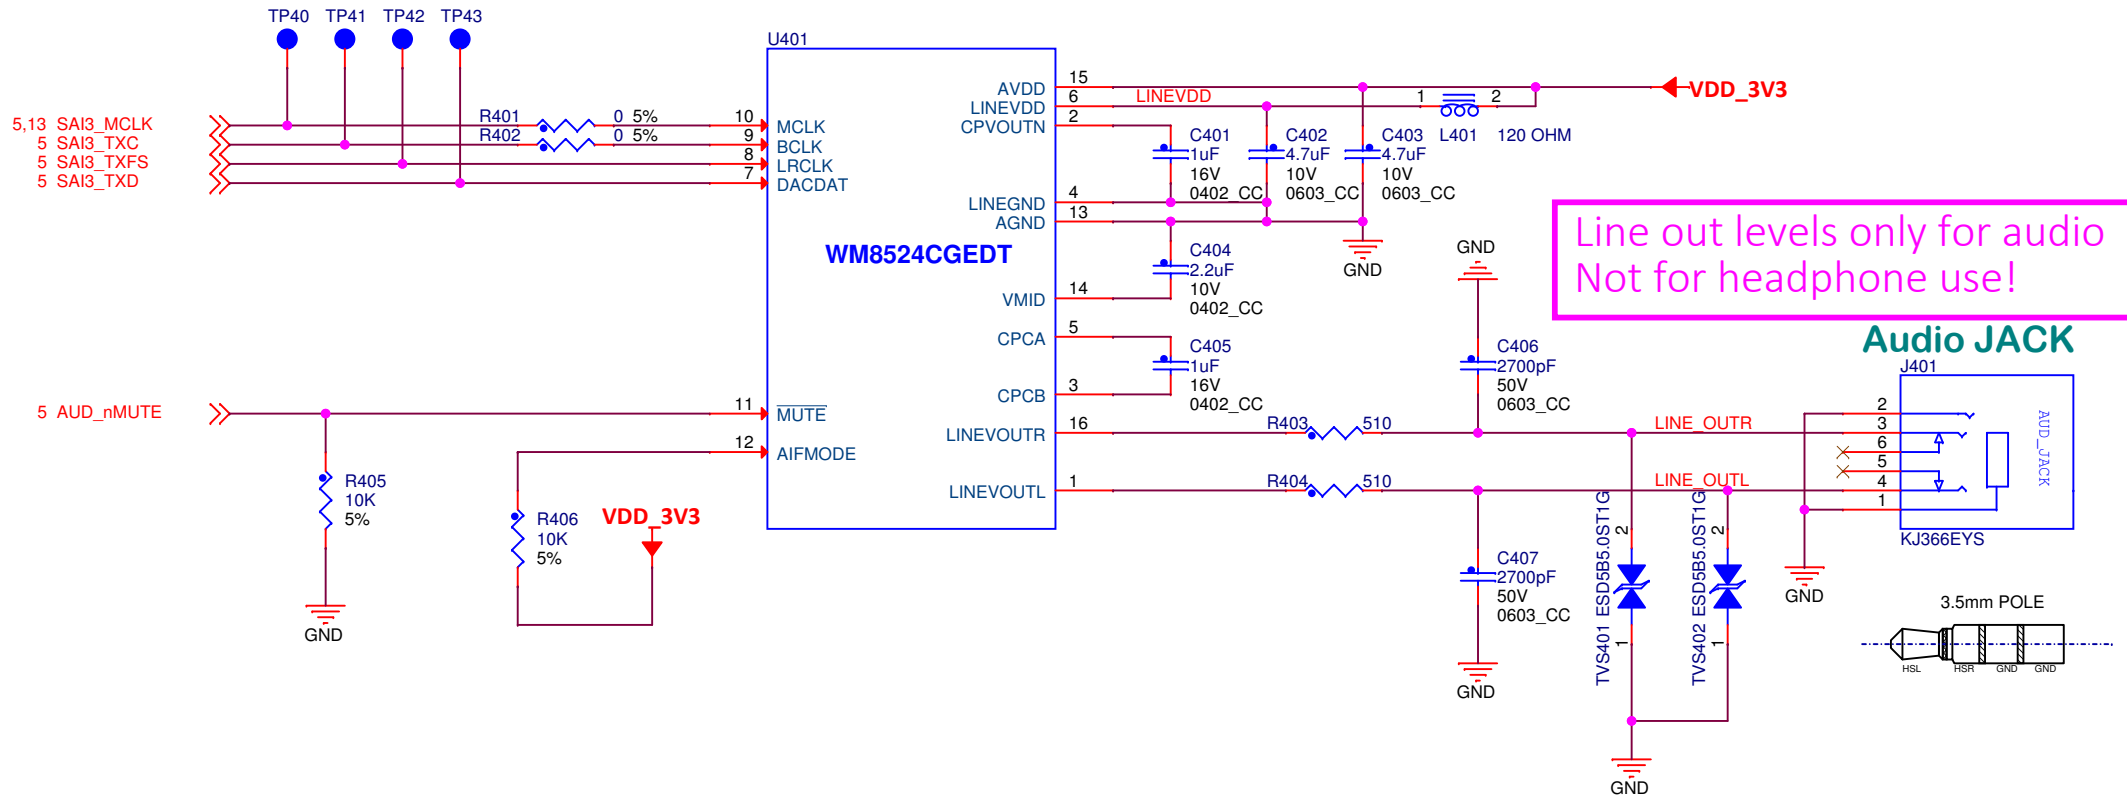 TP40 TP41 TP42 TP43
U401
5,13 SAI3_MCLK
5 SAI3_TXC
5 SAI3_TXFS
5 SAI3_TXD
R401 0 5%
R402 0 5%
10 MCLK
9 BCLK
8 LRCLK
7 DACDAT
WM8524CGEDT
5 AUD_nMUTE
11 MUTE
12 AIFMODE
R405
10K
5%
GND
R406
10K
5%
VDD_3V3
AVDD 15
LINEVDD 6
CPVOUTN 2
LINEGND 4
AGND 13
VMID 14
CPCA 5
CPCB 3
LINEVOUTR 16
LINEVOUTL 1
LINEVDD
1 2
L401 120 OHM
VDD_3V3
C401
1uF
16V
0402_CC
C402
4.7uF
10V
0603_CC
C403
4.7uF
10V
0603_CC
GND
C404
2.2uF
10V
0402_CC
C405
1uF
16V
0402_CC
GND
C406
2700pF
50V
0603_CC
R403 510
R404 510
C407
2700pF
50V
0603_CC
GND
Line out levels only for audio
Not for headphone use!
Audio JACK
J401
LINE_OUTR
LINE_OUTL
2
3
6
5
4
1
AUD_JACK
KJ366EYS
TVS401 ESD5B5.0ST1G
2
1
TVS402 ESD5B5.0ST1G
2
1
GND
GND
3.5mm POLE
HSL HSR GND GND